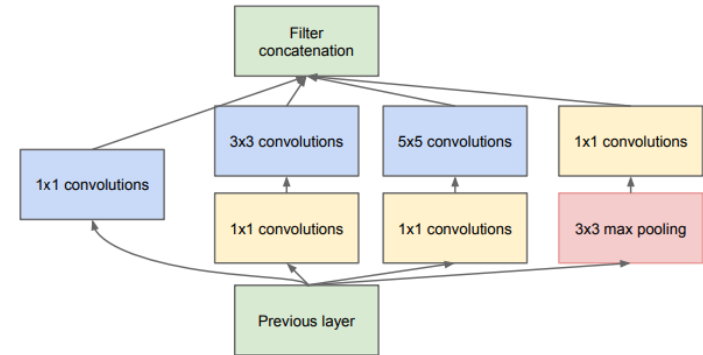 Filter
concatenation
3x3 convolutions
5x5 convolutions
1x1 convolutions
1x1 convolutions
1x1 convolutions
1x1 convolutions
3x3 max pooling
Previous layer